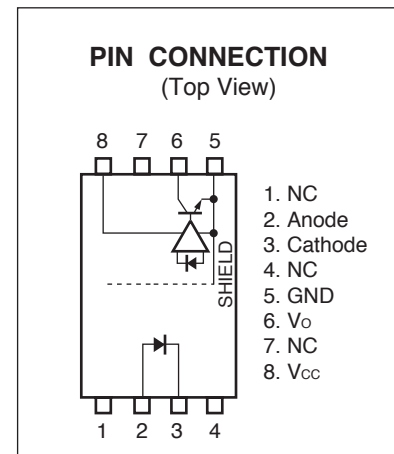 PIN CONNECTION
(Top View)
8 7 6 5
SHIELD
1 2 3 4
1. NC
2. Anode
3. Cathode
4. NC
5. GND
6. VO
7. NC
8. VCC